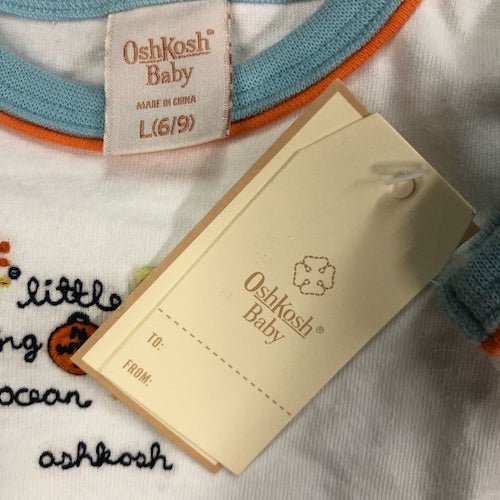 OshKosh
Baby
MADE IN CHINA
L(6/9)
OshKosh®
Baby
TO:
FROM:
little
ng
ocean
oshkosh